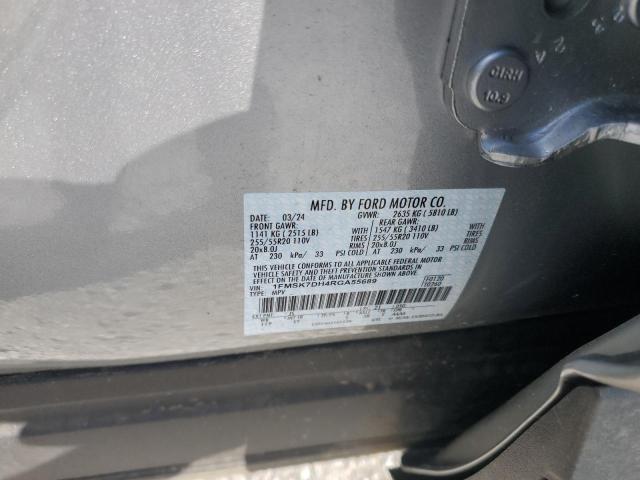 CIRH
10.9
MFD. BY FORD MOTOR CO.
DATE: 03/24 GVWR: 2635 KG (5810 LB)
FRONT GAWR: REAR GAWR:
1141 KG (2515 LB) WITH 1547 KG (3410 LB) WITH
255/55R20 110V TIRES 255/55R20 110V TIRES
20x8.0J RIMS 20x8.0J RIMS
AT 230 kPa/ 33 PSI COLD AT 230 kPa/ 33 PSI COLD
THIS VEHICLE CONFORMS TO ALL APPLICABLE FEDERAL MOTOR
VEHICLE SAFETY AND THEFT PREVENTION STANDARDS IN
EFFECT ON THE DATE OF MANUFACTURE SHOWN ABOVE.
VIN: 1FMSK7DH4RGA55689 F0120
TYPE: MPV T0260